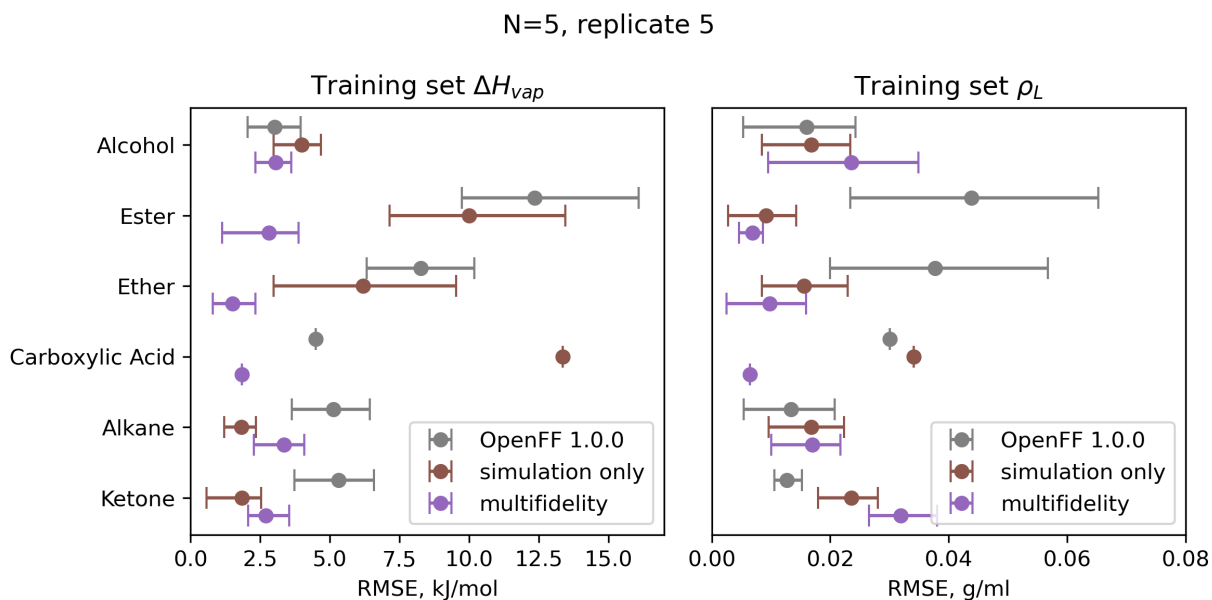 N=5, replicate 5
Training set ΔH_vap
Training set ρ_L
Alcohol
Ester
Ether
Carboxylic Acid
Alkane
Ketone
OpenFF 1.0.0
simulation only
multifidelity
OpenFF 1.0.0
simulation only
multifidelity
0.0 2.5 5.0 7.5 10.0 12.5 15.0
0.00 0.02 0.04 0.06 0.08
RMSE, kJ/mol
RMSE, g/ml